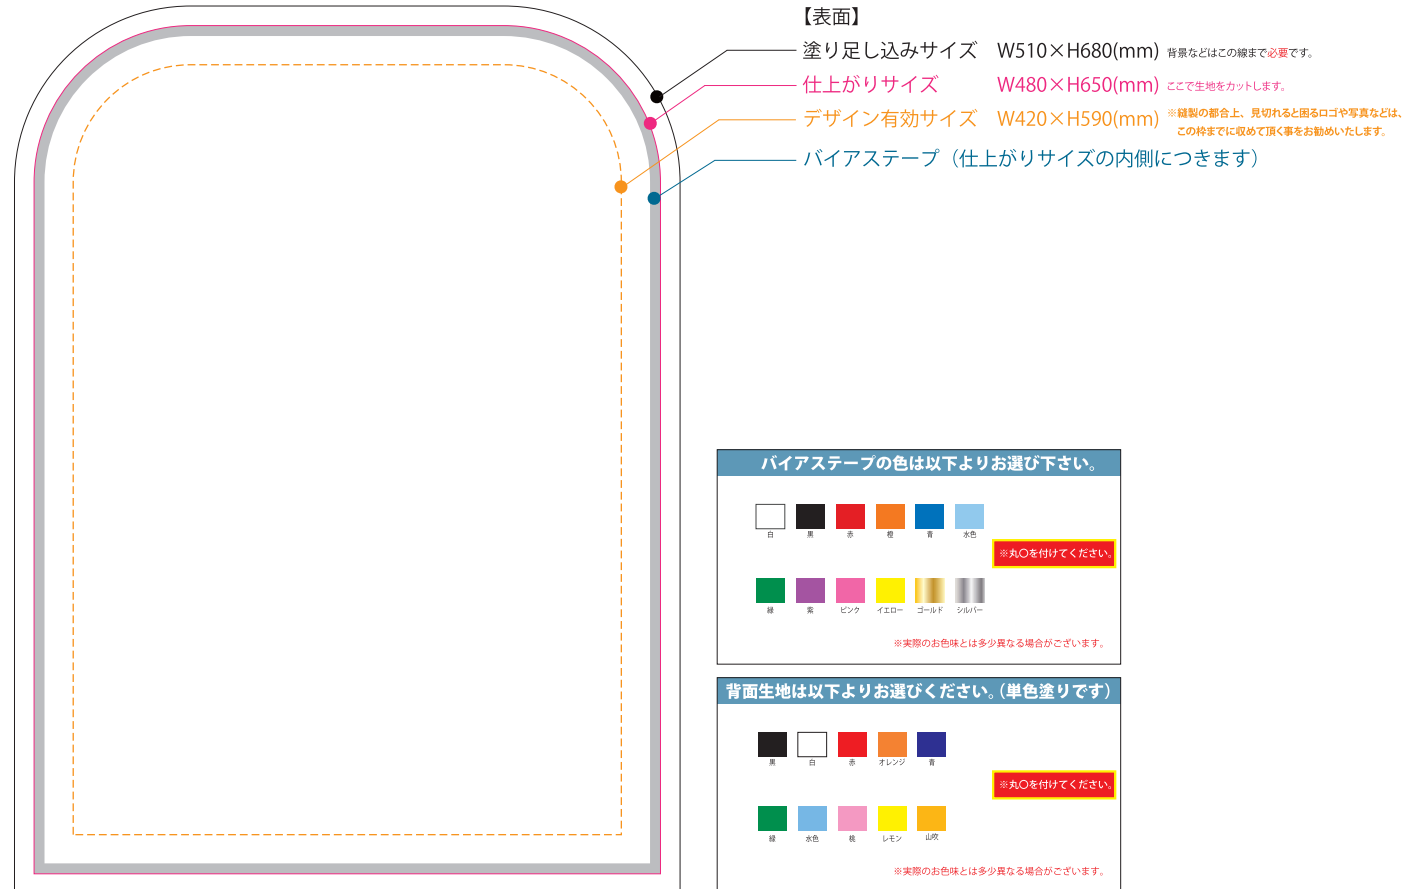 【表面】
塗り足し込みサイズ W510×H680(mm) 背景などはこの線まで必要です。
仕上がりサイズ W480×H650(mm) ここで生地をカットします。
デザイン有効サイズ W420×H590(mm) ※縫製の都合上、見切れると困るロゴや写真などは、
この枠までに収めて頂く事をお勧めいたします。
バイアステープ（仕上がりサイズの内側につきます）
バイアステープの色は以下よりお選び下さい。
白 黒 赤 橙 青 水色
※丸〇を付けてください。
緑 紫 ピンク イエロー ゴールド シルバー
※実際のお色味とは多少異なる場合がございます。
背面生地は以下よりお選びください。（単色塗りです）
黒 白 赤 オレンジ 青
※丸〇を付けてください。
緑 水色 桃 レモン 山吹
※実際のお色味とは多少異なる場合がございます。